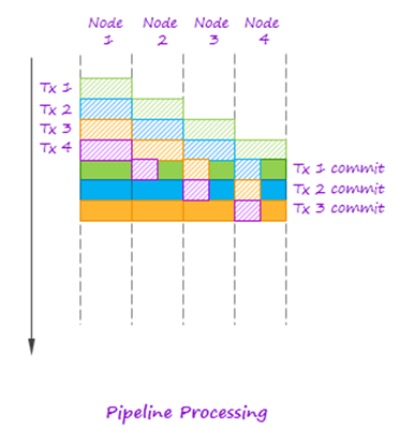 Node 1
Node 2
Node 3
Node 4
Tx 1
Tx 2
Tx 3
Tx 4
Tx 1 commit
Tx 2 commit
Tx 3 commit
Pipeline Processing